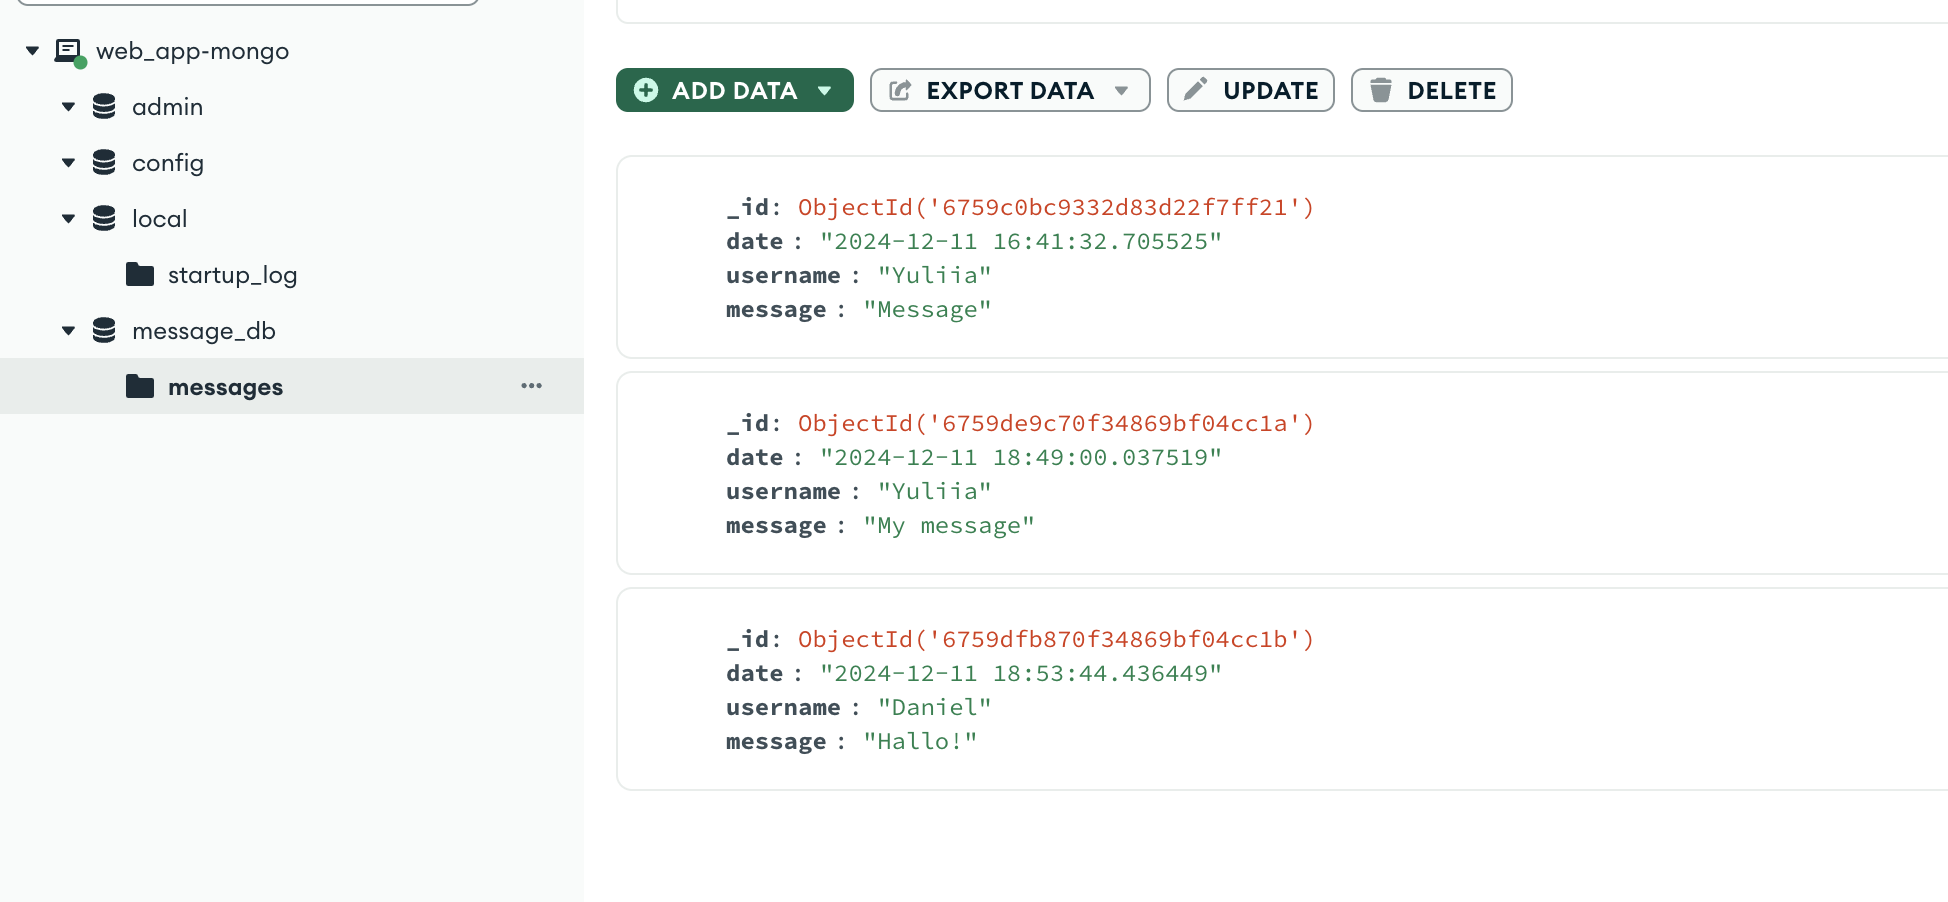 web_app-mongo
admin
config
local
startup_log
message_db
messages
ADD DATA
EXPORT DATA
UPDATE
DELETE
_id: ObjectId('6759c0bc9332d83d22f7ff21')
date : "2024-12-11 16:41:32.705525"
username : "Yuliia"
message : "Message"
_id: ObjectId('6759de9c70f34869bf04cc1a')
date : "2024-12-11 18:49:00.037519"
username : "Yuliia"
message : "My message"
_id: ObjectId('6759dfb870f34869bf04cc1b')
date : "2024-12-11 18:53:44.436449"
username : "Daniel"
message : "Hallo!"